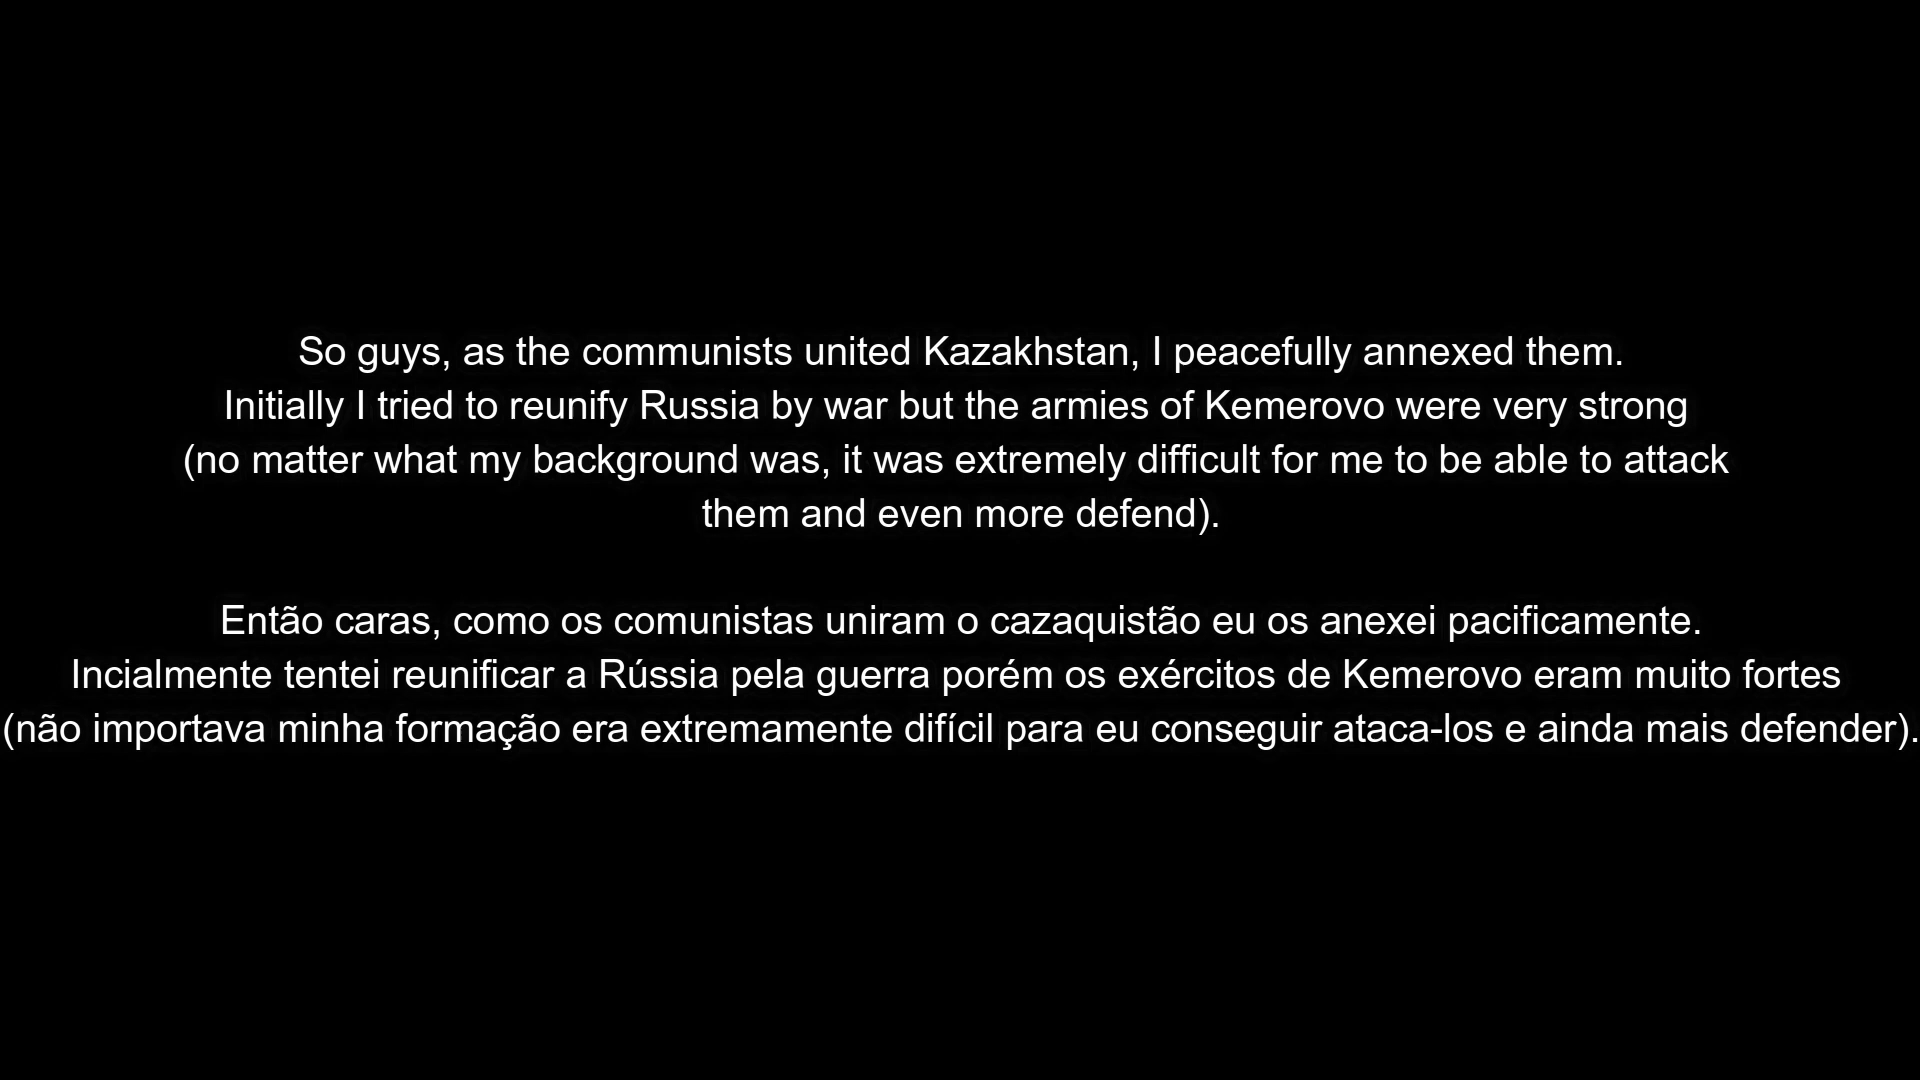 So guys, as the communists united Kazakhstan, I peacefully annexed them.
Initially I tried to reunify Russia by war but the armies of Kemerovo were very strong
(no matter what my background was, it was extremely difficult for me to be able to attack
them and even more defend).
Então caras, como os comunistas uniram o cazaquistão eu os anexei pacificamente.
Incialmente tentei reunificar a Rússia pela guerra porém os exércitos de Kemerovo eram muito fortes
(não importava minha formação era extremamente difícil para eu conseguir ataca-los e ainda mais defender).